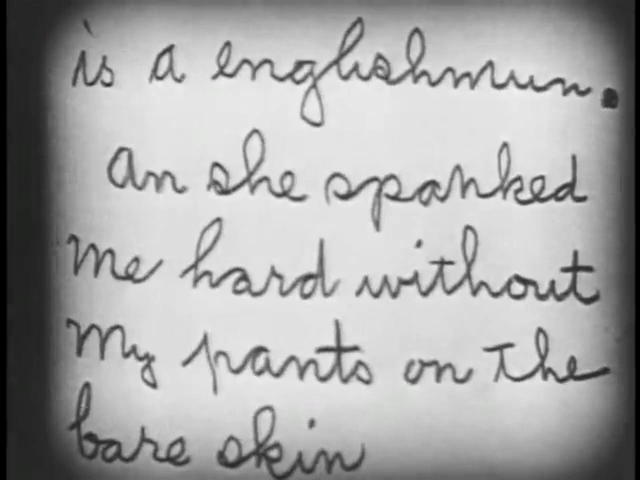 is a englishmun.
an she spanked
me hard without
my pants on the
bare skin